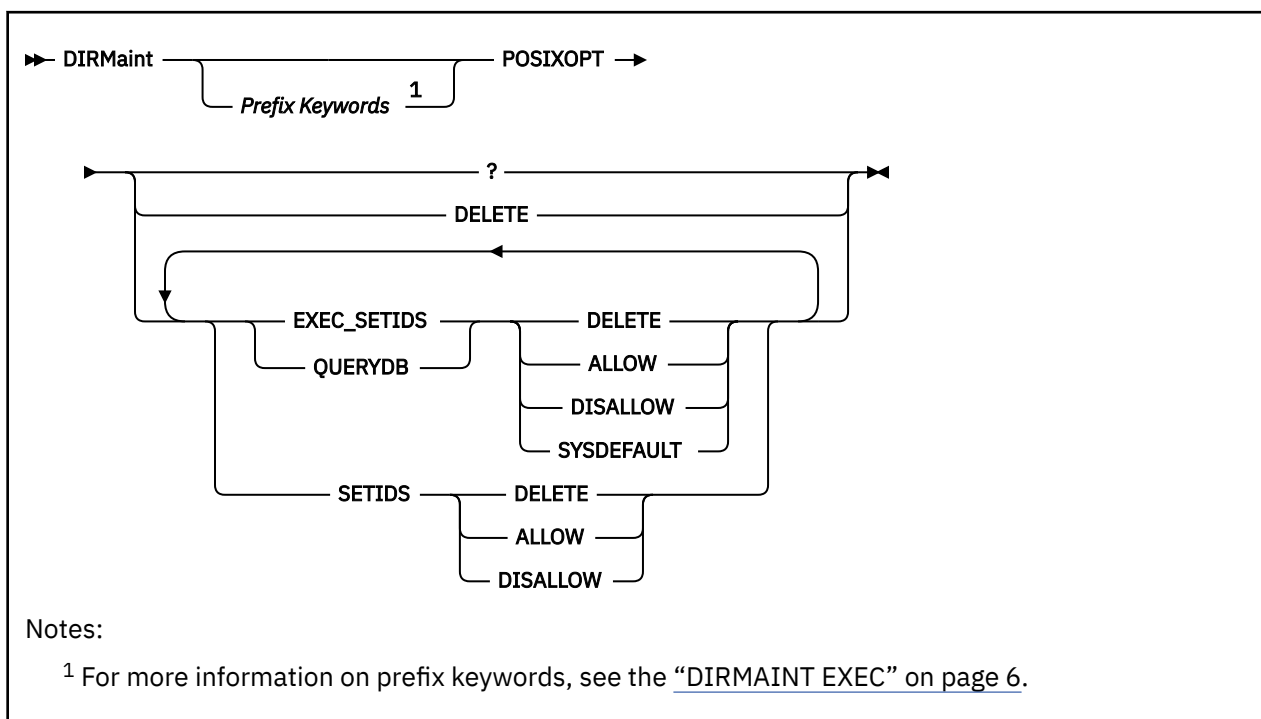 DIRMaint POSIXOPT
Prefix Keywords 1
?
DELETE
EXEC_SETIDS DELETE
QUERYDB ALLOW
DISALLOW
SYSDEFAULT
SETIDS DELETE
ALLOW
DISALLOW
Notes:
1 For more information on prefix keywords, see the “DIRMAINT EXEC” on page 6.